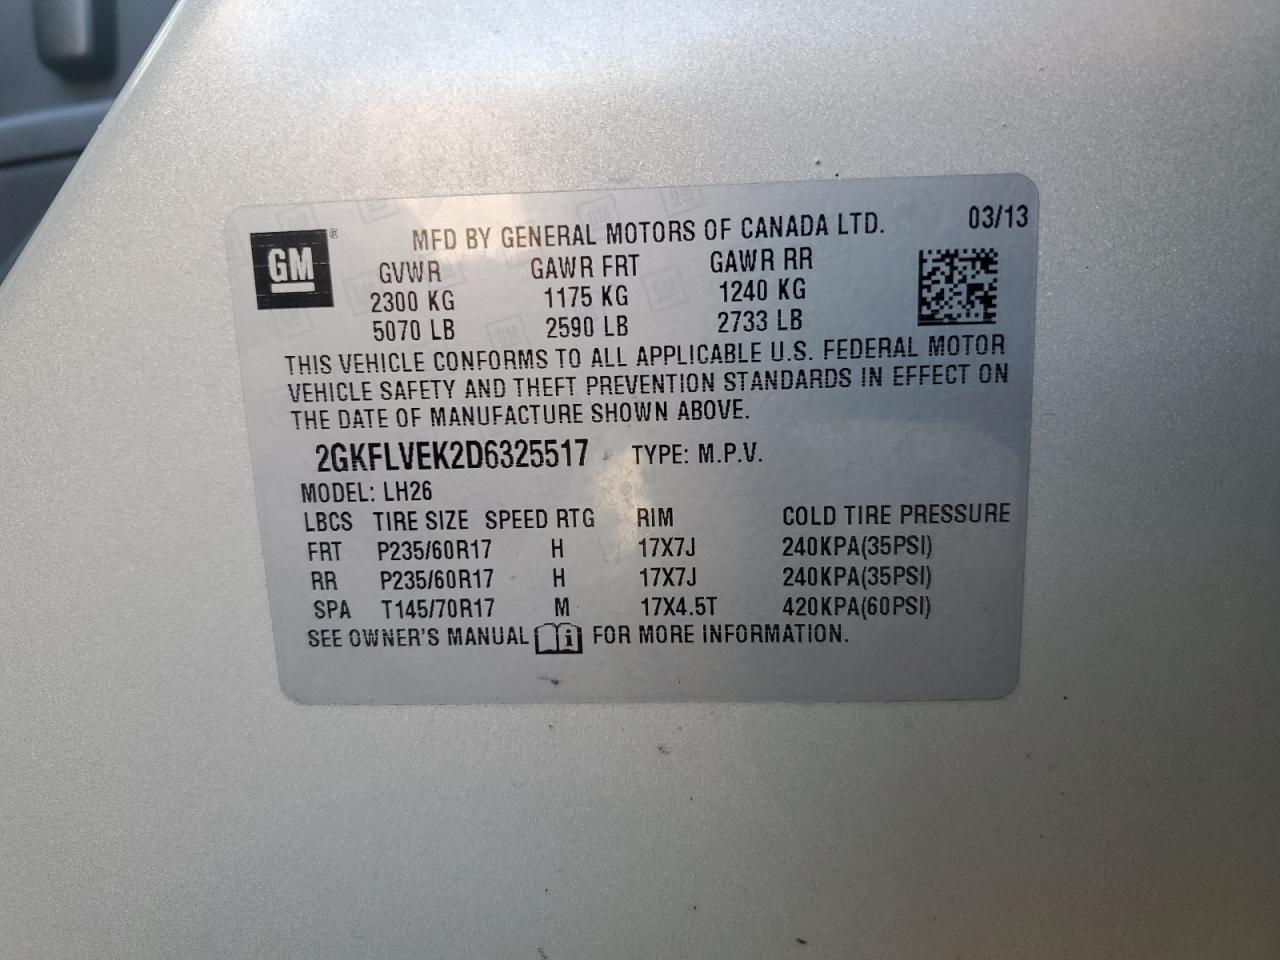 GM ® MFD BY GENERAL MOTORS OF CANADA LTD. 03/13
GVWR GAWR FRT GAWR RR
2300 KG 1175 KG 1240 KG
5070 LB 2590 LB 2733 LB
THIS VEHICLE CONFORMS TO ALL APPLICABLE U.S. FEDERAL MOTOR
VEHICLE SAFETY AND THEFT PREVENTION STANDARDS IN EFFECT ON
THE DATE OF MANUFACTURE SHOWN ABOVE.
2GKFLVEK2D6325517 TYPE: M.P.V.
MODEL: LH26
LBCS TIRE SIZE SPEED RTG RIM COLD TIRE PRESSURE
FRT P235/60R17 H 17X7J 240KPA(35PSI)
RR P235/60R17 H 17X7J 240KPA(35PSI)
SPA T145/70R17 M 17X4.5T 420KPA(60PSI)
SEE OWNER'S MANUAL i FOR MORE INFORMATION.